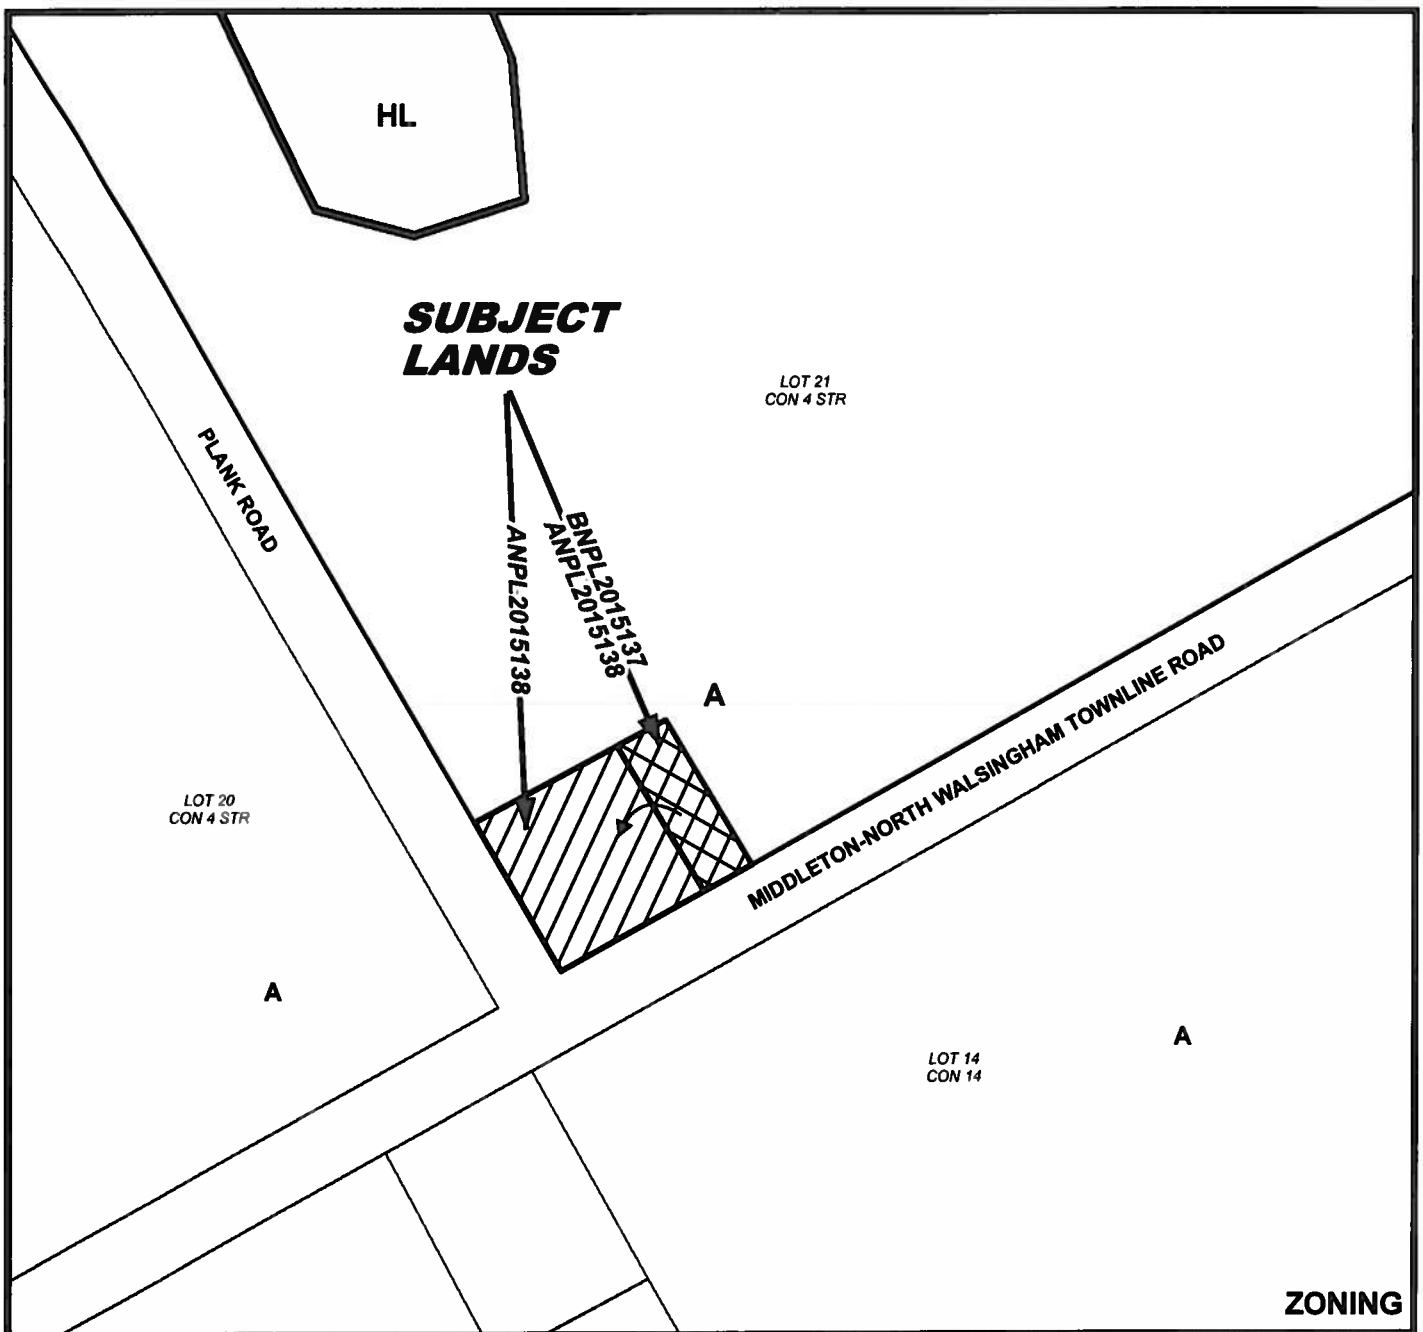 HL
SUBJECT
LANDS
LOT 21
CON 4 STR
PLANK ROAD
BNPL2015137
ANPL2015138
ANPL2015138
A
MIDDLETON-NORTH WALSINGHAM TOWNLINE ROAD
LOT 20
CON 4 STR
A
A
LOT 14
CON 14
ZONING